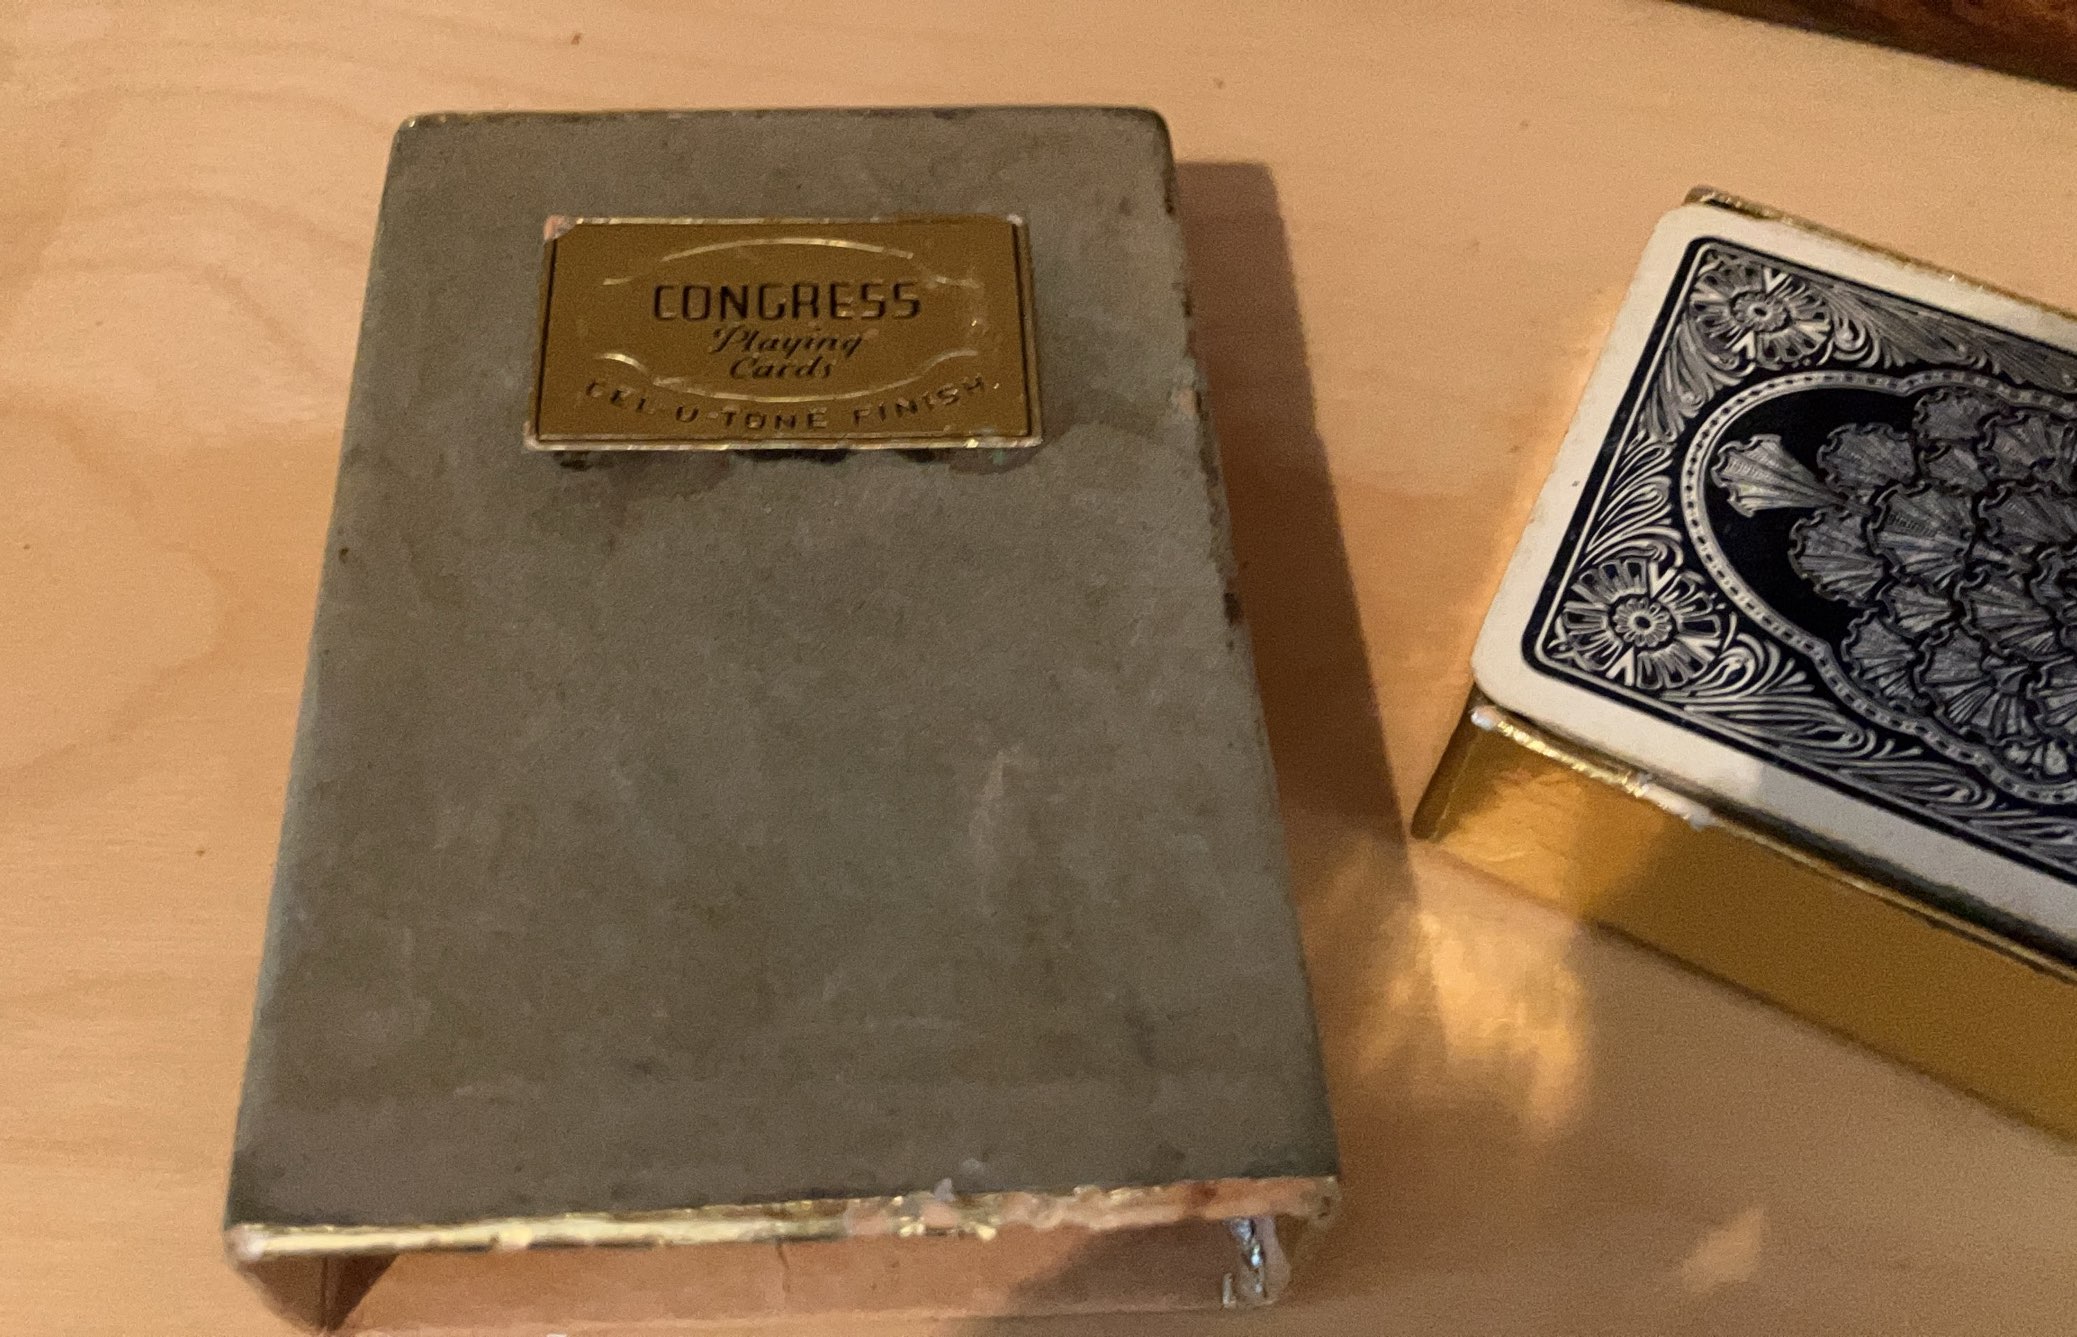 CONGRESS
Playing
Cards
CEL-U-TONE FINISH